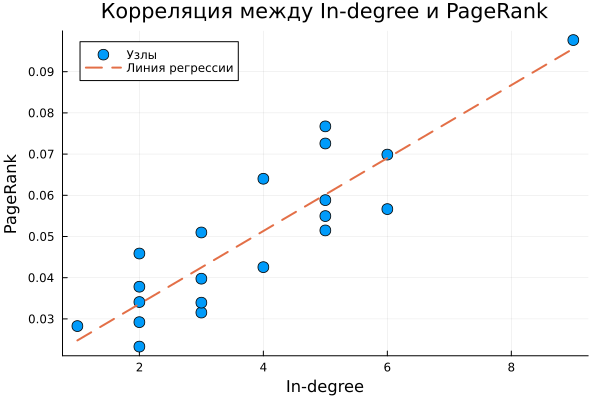 Корреляция между In-degree и PageRank
Узлы
Линия регрессии
0.09
0.08
0.07
0.06
0.05
0.04
0.03
PageRank
2
4
6
8
In-degree